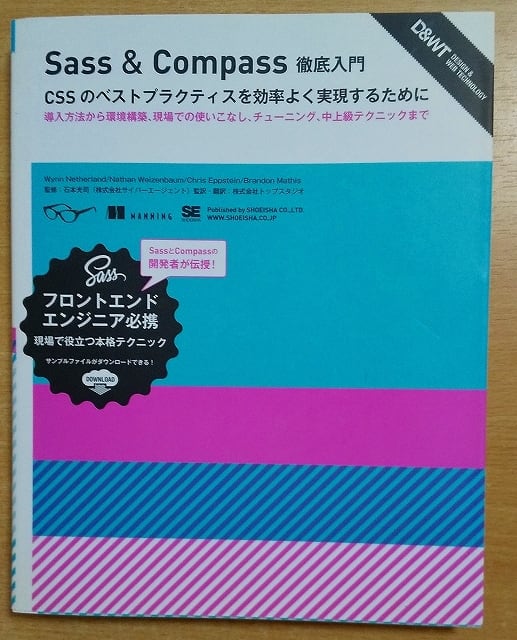 D&WT DESIGN &
WEB TECHNOLOGY
Sass & Compass 徹底入門
CSS のベストプラクティスを効率よく実現するために
導入方法から環境構築、現場での使いこなし、チューニング、中上級テクニックまで
Wynn Netherland/Nathan Weizenbaum/Chris Eppstein/Brandon Mathis
監修：石本光司（株式会社サイバーエージェント）監訳・翻訳：株式会社トップスタジオ
MANNING
SE
SHOEISHA
Published by SHOEISHA CO.,LTD.
WWW.SHOEISHA.CO.JP
SassとCompassの
開発者が伝授！
Sass
フロントエンド
エンジニア必携
現場で役立つ本格テクニック
サンプルファイルがダウンロードできる！
DOWNLOAD